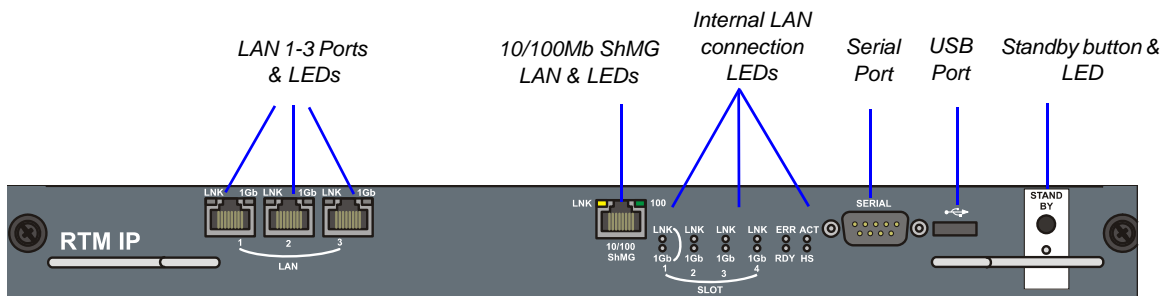 LAN 1-3 Ports
& LEDs
10/100Mb ShMG
LAN & LEDs
Internal LAN
connection
LEDs
Serial
Port
USB
Port
Standby button &
LED
RTM IP
LNK 1Gb LNK 1Gb LNK 1Gb
1 2 3
LAN
LNK 100
10/100
ShMG
LNK LNK LNK LNK ERR ACT
1Gb 1Gb 1Gb 1Gb RDY HS
1 2 3 4
SLOT
SERIAL
STAND
BY